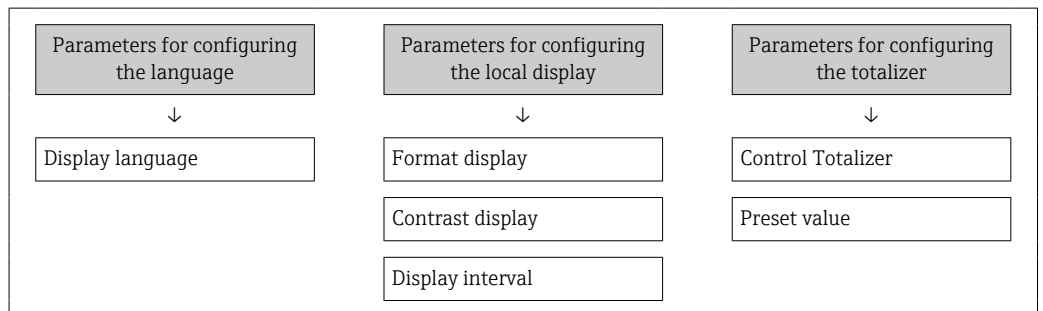 Parameters for configuring
the language
↓
Display language
Parameters for configuring
the local display
↓
Format display
Contrast display
Display interval
Parameters for configuring
the totalizer
↓
Control Totalizer
Preset value